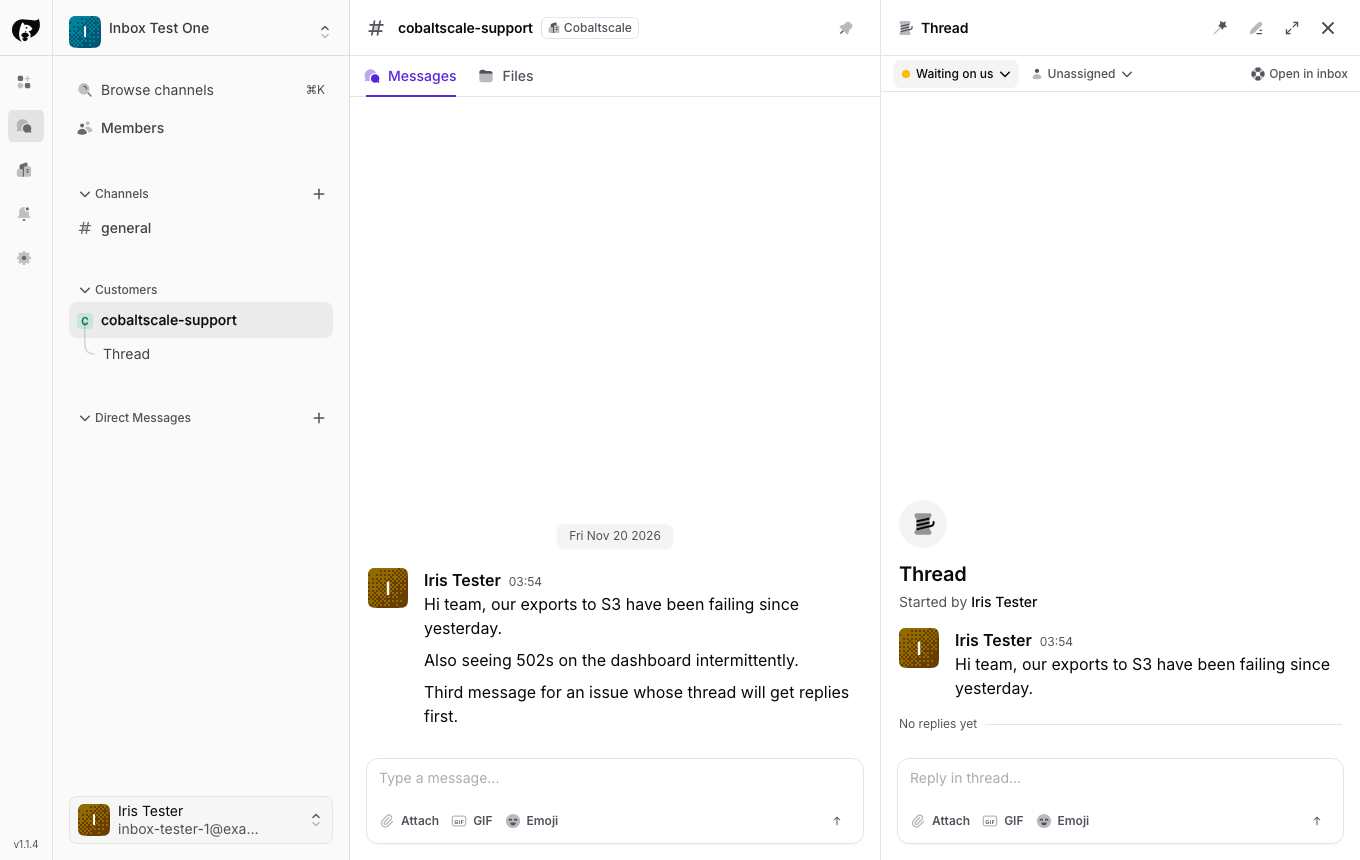 I
Inbox Test One
Browse channels
⌘K
Members
Channels
general
Customers
C
cobaltscale-support
Thread
Direct Messages
I
Iris Tester
inbox-tester-1@exa...
v1.1.4
cobaltscale-support
Cobaltscale
Messages
Files
Fri Nov 20 2026
I
Iris Tester 03:54
Hi team, our exports to S3 have been failing since
yesterday.
Also seeing 502s on the dashboard intermittently.
Third message for an issue whose thread will get replies
first.
Type a message...
Attach
GIF
GIF
Emoji
Thread
Waiting on us
Unassigned
Open in inbox
Thread
Started by Iris Tester
I
Iris Tester 03:54
Hi team, our exports to S3 have been failing since
yesterday.
No replies yet
Reply in thread...
Attach
GIF
GIF
Emoji